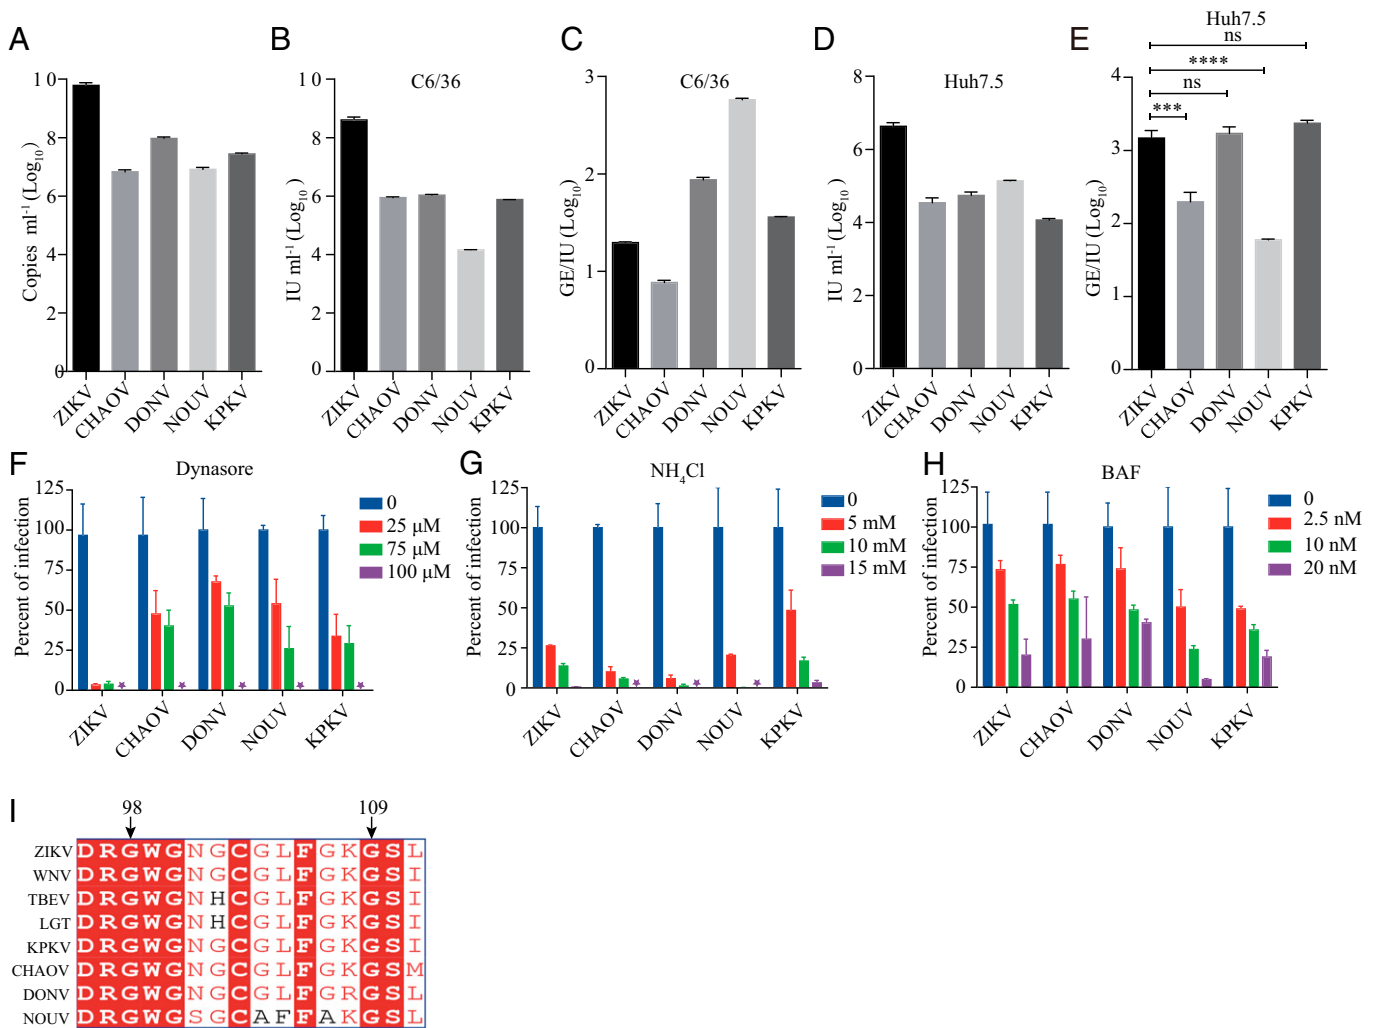 A
10
8
6
4
2
0
Copies ml-1 (Log10)
ZIKV
CHAOV
DONV
NOUV
KPKV
B
C6/36
10
8
6
4
2
0
IU ml-1 (Log10)
ZIKV
CHAOV
DONV
NOUV
KPKV
C
C6/36
3
2
1
0
GE/IU (Log10)
ZIKV
CHAOV
DONV
NOUV
KPKV
D
Huh7.5
8
6
4
2
0
IU ml-1 (Log10)
ZIKV
CHAOV
DONV
NOUV
KPKV
E
Huh7.5
ns
****
ns
***
4
3
2
1
0
GE/IU (Log10)
ZIKV
CHAOV
DONV
NOUV
KPKV
F
Dynasore
125
100
75
50
25
0
Percent of infection
0
25 µM
75 µM
100 µM
ZIKV
CHAOV
DONV
NOUV
KPKV
G
NH4Cl
125
100
75
50
25
0
Percent of infection
0
5 mM
10 mM
15 mM
ZIKV
CHAOV
DONV
NOUV
KPKV
H
BAF
125
100
75
50
25
0
Percent of infection
0
2.5 nM
10 nM
20 nM
ZIKV
CHAOV
DONV
NOUV
KPKV
I
98 109
ZIKV DRGWGNGCGLFGKGSL
WNV DRGWGNGCGLFGKGSI
TBEV DRGWGNHCGLFGKGSI
LGT DRGWGNHCGLFGKGSI
KPKV DRGWGNGCGLFGKGSI
CHAOV DRGWGNGCGLFGKGSM
DONV DRGWGNGCGLFGRGSL
NOUV DRGWGSGCAFFAKGSL